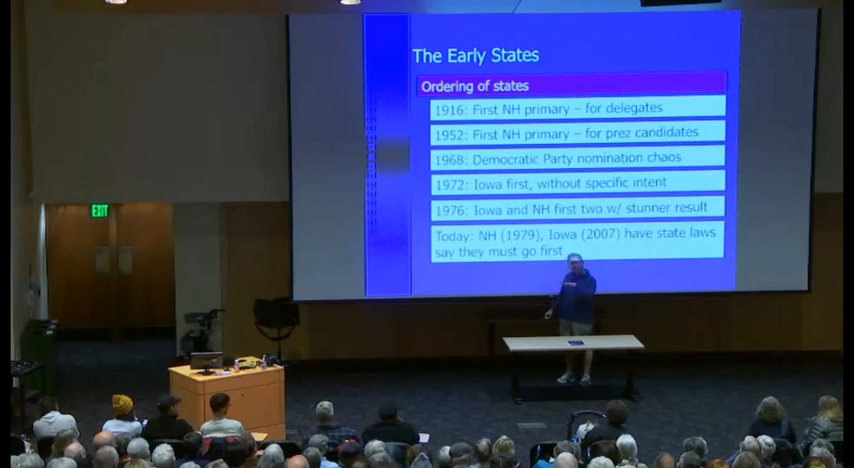 The Early States
Ordering of states
1916: First NH primary – for delegates
1952: First NH primary – for prez candidates
1968: Democratic Party nomination chaos
1972: Iowa first, without specific intent
1976: Iowa and NH first two w/ stunner result
Today: NH (1979), Iowa (2007) have state laws
say they must go first
EXIT